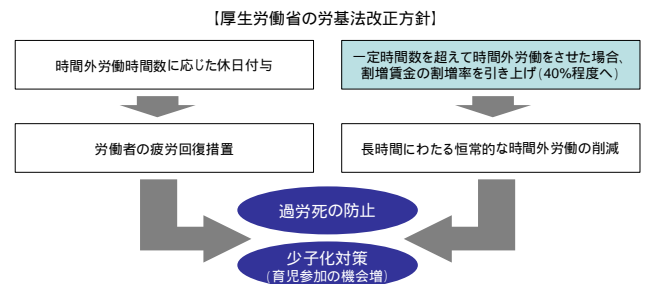 【厚生労働省の労基法改正方針】
時間外労働時間数に応じた休日付与
一定時間数を超えて時間外労働をさせた場合、
割増賃金の割増率を引き上げ(40%程度へ)
労働者の疲労回復措置
長時間にわたる恒常的な時間外労働の削減
過労死の防止
少子化対策
(育児参加の機会増)